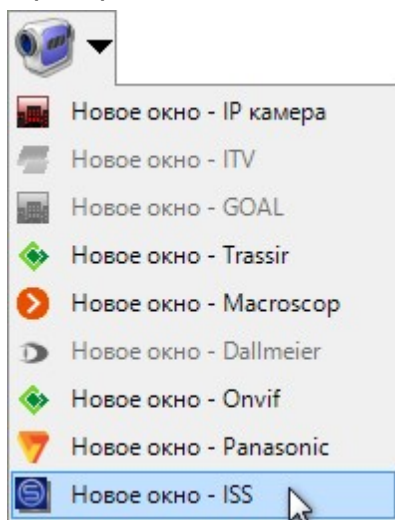 Новое окно - IP камера
Новое окно - ITV
Новое окно - GOAL
Новое окно - Trassir
Новое окно - Macroscop
Новое окно - Dallmeier
Новое окно - Onvif
Новое окно - Panasonic
Новое окно - ISS